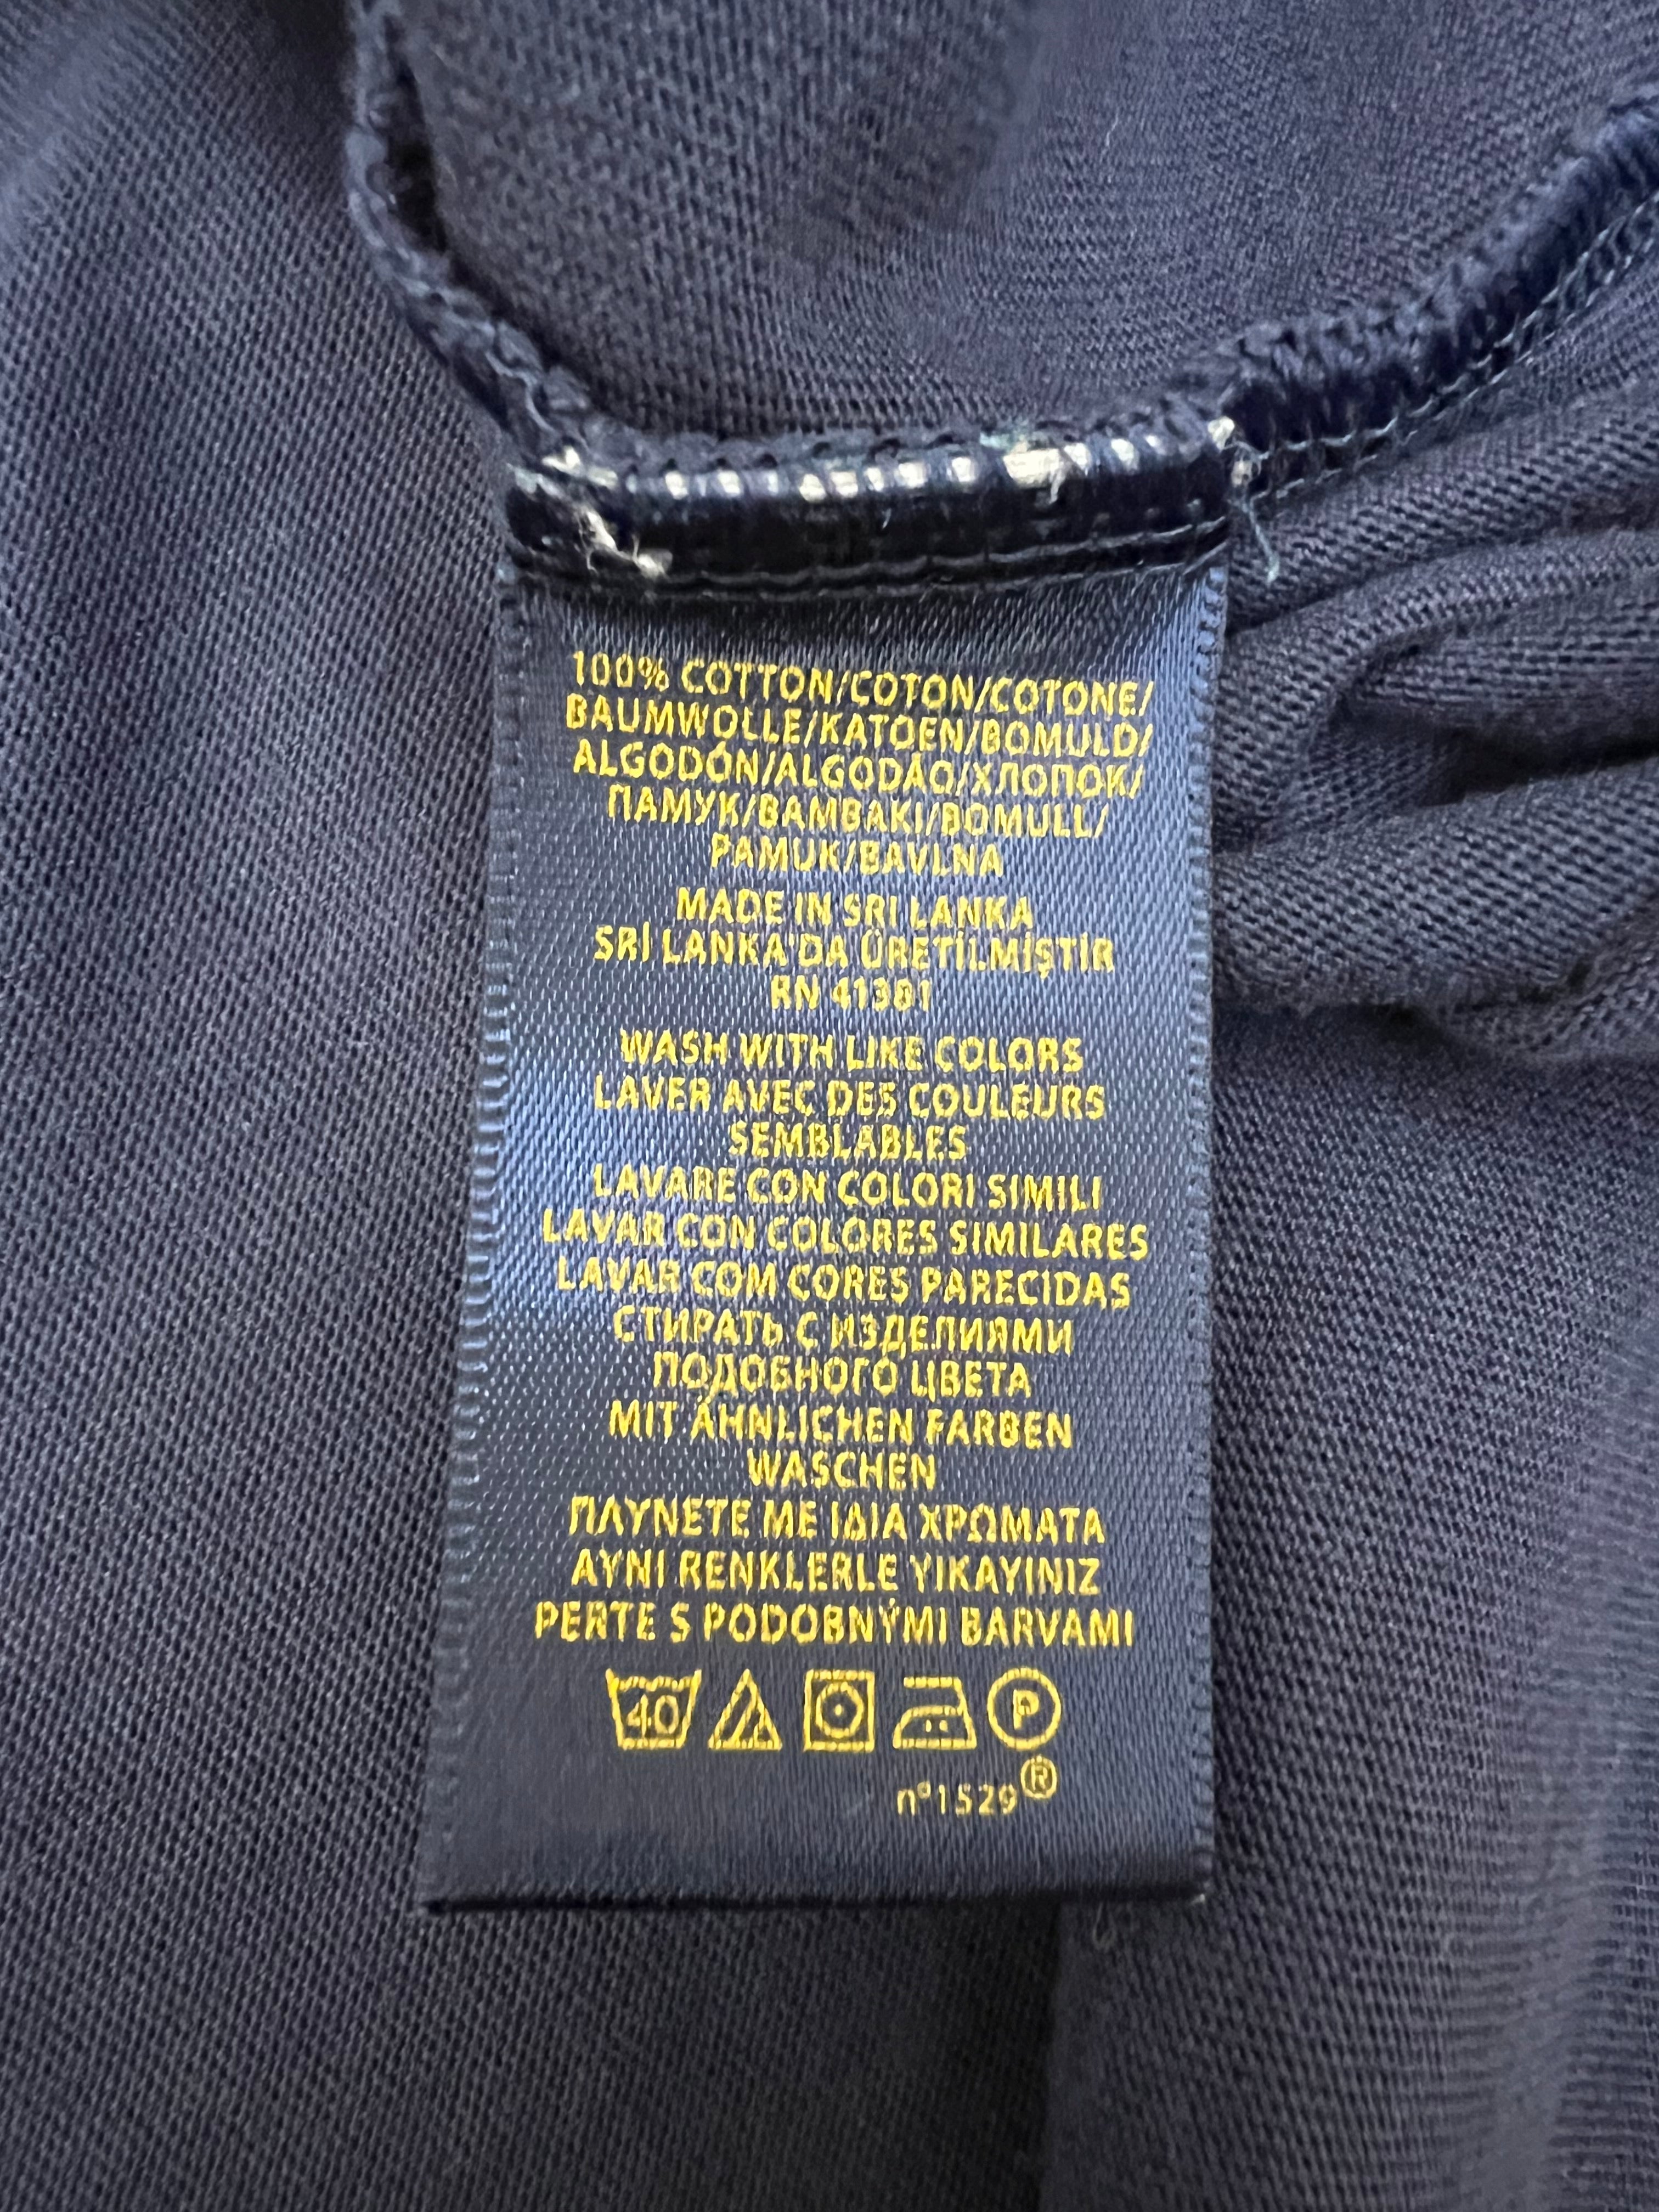 100% COTTON/COTON/COTONE/
BAUMWOLLE/KATOEN/BOMULD/
ALGODÓN/ALGODÃO/ХЛОПОК/
ПАМУК/BAMBAKI/BOMULL/
PAMUK/BAVLNA
MADE IN SRI LANKA
SRİ LANKA'DA ÜRETİLMİŞTİR
RN 41381
WASH WITH LIKE COLORS
LAVER AVEC DES COULEURS
SEMBLABLES
LAVARE CON COLORI SIMILI
LAVAR CON COLORES SIMILARES
LAVAR COM CORES PARECIDAS
СТИРАТЬ С ИЗДЕЛИЯМИ
ПОДОБНОГО ЦВЕТА
MIT ÄHNLICHEN FARBEN
WASCHEN
ΠΛΥΝΕΤΕ ΜΕ ΙΔΙΑ ΧΡΩΜΑΤΑ
AYNI RENKLERLE YIKAYINIZ
PERTE S PODOBNÝMI BARVAMI
40 P
n°1529®